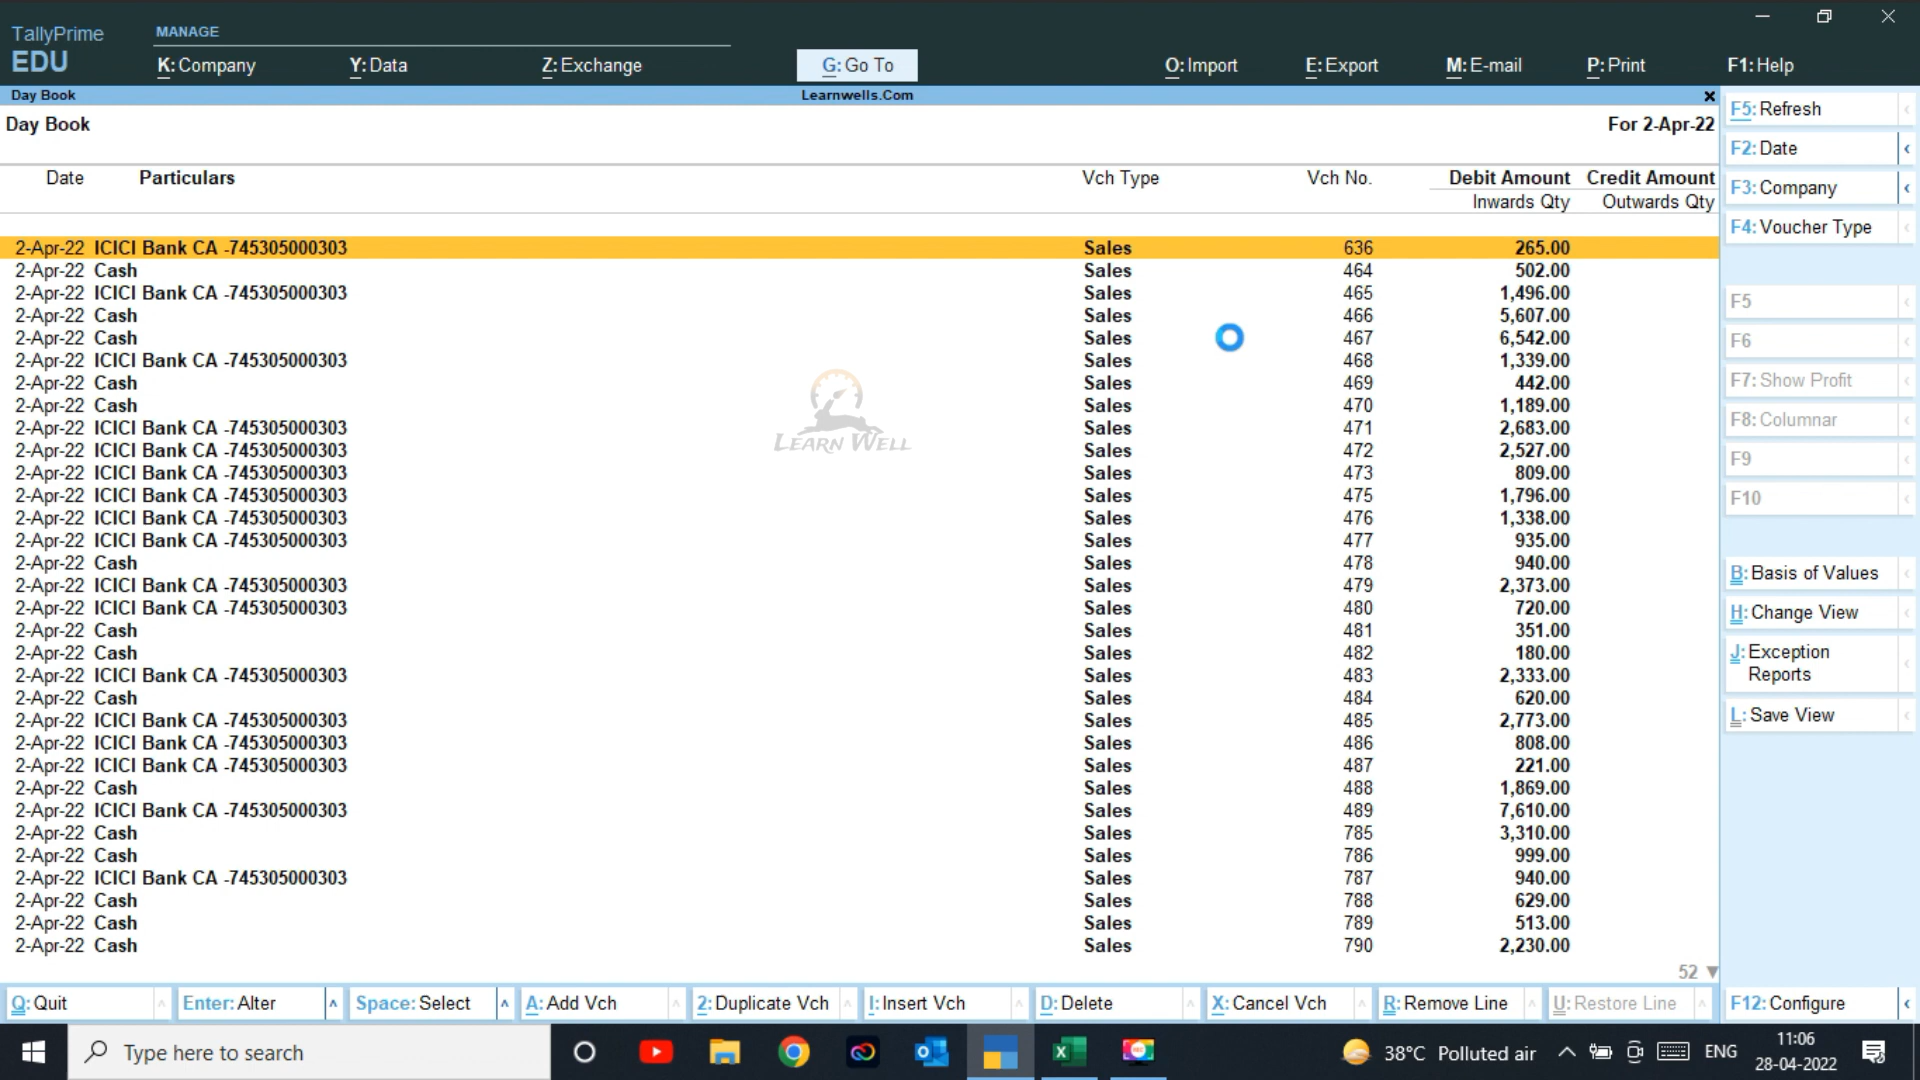 TallyPrime
EDU
MANAGE
K: Company
Y: Data
Z: Exchange
G: Go To
O: Import
E: Export
M: E-mail
P: Print
F1: Help
Day Book
Learnwells.Com
Day Book
For 2-Apr-22
Date Particulars Vch Type Vch No. Debit Amount Credit Amount
Inwards Qty Outwards Qty
2-Apr-22 ICICI Bank CA -745305000303 Sales 636 265.00
2-Apr-22 Cash Sales 464 502.00
2-Apr-22 ICICI Bank CA -745305000303 Sales 465 1,496.00
2-Apr-22 Cash Sales 466 5,607.00
2-Apr-22 Cash Sales 467 6,542.00
2-Apr-22 ICICI Bank CA -745305000303 Sales 468 1,339.00
2-Apr-22 Cash Sales 469 442.00
2-Apr-22 Cash Sales 470 1,189.00
2-Apr-22 ICICI Bank CA -745305000303 Sales 471 2,683.00
2-Apr-22 ICICI Bank CA -745305000303 Sales 472 2,527.00
2-Apr-22 ICICI Bank CA -745305000303 Sales 473 809.00
2-Apr-22 ICICI Bank CA -745305000303 Sales 475 1,796.00
2-Apr-22 ICICI Bank CA -745305000303 Sales 476 1,338.00
2-Apr-22 ICICI Bank CA -745305000303 Sales 477 935.00
2-Apr-22 Cash Sales 478 940.00
2-Apr-22 ICICI Bank CA -745305000303 Sales 479 2,373.00
2-Apr-22 ICICI Bank CA -745305000303 Sales 480 720.00
2-Apr-22 Cash Sales 481 351.00
2-Apr-22 Cash Sales 482 180.00
2-Apr-22 ICICI Bank CA -745305000303 Sales 483 2,333.00
2-Apr-22 Cash Sales 484 620.00
2-Apr-22 ICICI Bank CA -745305000303 Sales 485 2,773.00
2-Apr-22 ICICI Bank CA -745305000303 Sales 486 808.00
2-Apr-22 ICICI Bank CA -745305000303 Sales 487 221.00
2-Apr-22 Cash Sales 488 1,869.00
2-Apr-22 ICICI Bank CA -745305000303 Sales 489 7,610.00
2-Apr-22 Cash Sales 785 3,310.00
2-Apr-22 Cash Sales 786 999.00
2-Apr-22 ICICI Bank CA -745305000303 Sales 787 940.00
2-Apr-22 Cash Sales 788 629.00
2-Apr-22 Cash Sales 789 513.00
2-Apr-22 Cash Sales 790 2,230.00
52
LEARN WELL
F5: Refresh
F2: Date
F3: Company
F4: Voucher Type
F5
F6
F7: Show Profit
F8: Columnar
F9
F10
B: Basis of Values
H: Change View
J: Exception
Reports
L: Save View
Q: Quit
Enter: Alter
Space: Select
A: Add Vch
2: Duplicate Vch
I: Insert Vch
D: Delete
X: Cancel Vch
R: Remove Line
U: Restore Line
F12: Configure
Type here to search
38°C Polluted air
ENG
11:06
28-04-2022